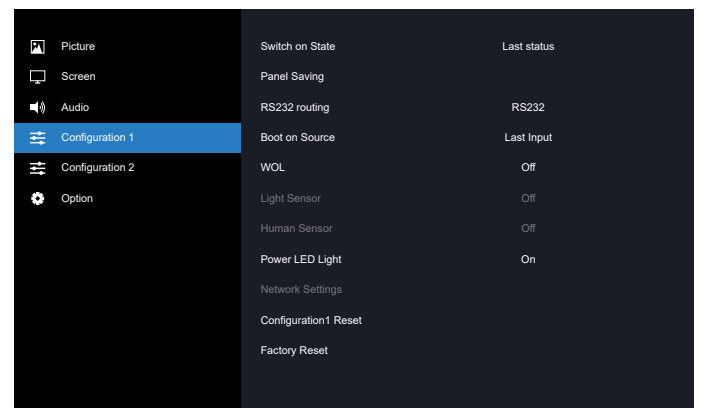 Picture
Screen
Audio
Configuration 1
Configuration 2
Option
Switch on State Last status
Panel Saving
RS232 routing RS232
Boot on Source Last Input
WOL Off
Light Sensor Off
Human Sensor Off
Power LED Light On
Network Settings
Configuration1 Reset
Factory Reset